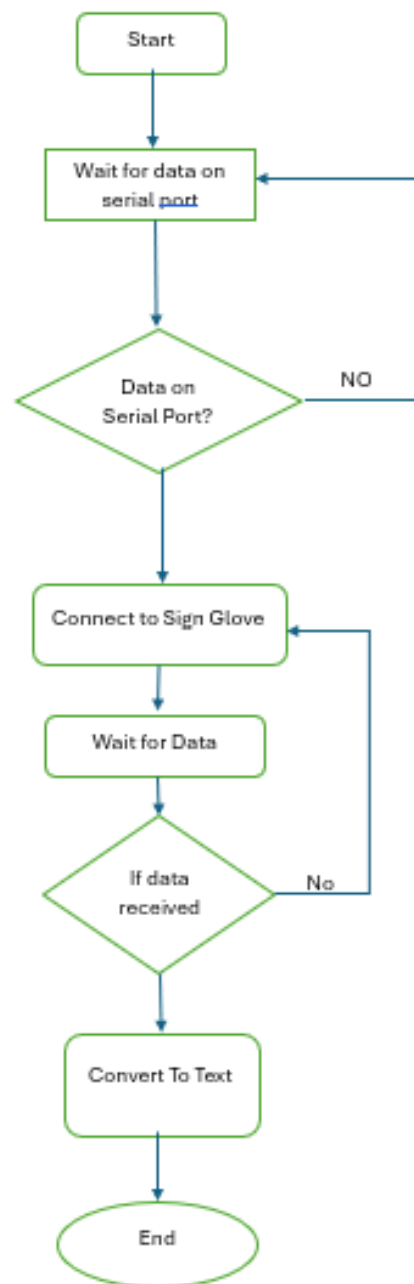 Start
Wait for data on
serial port
Data on
Serial Port?
NO
Connect to Sign Glove
Wait for Data
If data
received
No
Convert To Text
End